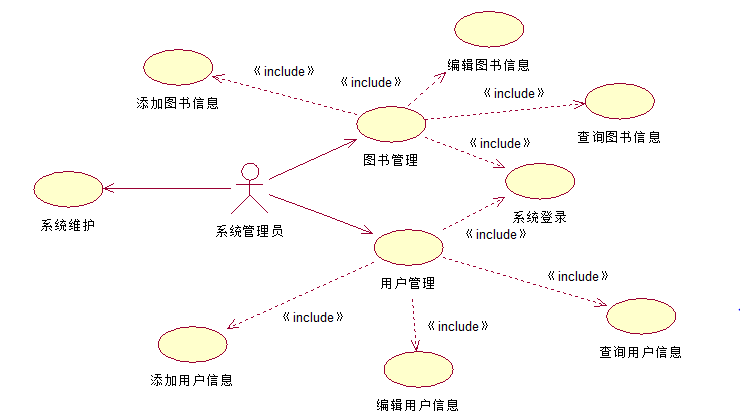 《include》
编辑图书信息
《include》
添加图书信息
《include》
查询图书信息
《include》
图书管理
系统登录
系统维护
系统管理员
《include》
用户管理
《include》
《include》
《include》
查询用户信息
添加用户信息
编辑用户信息